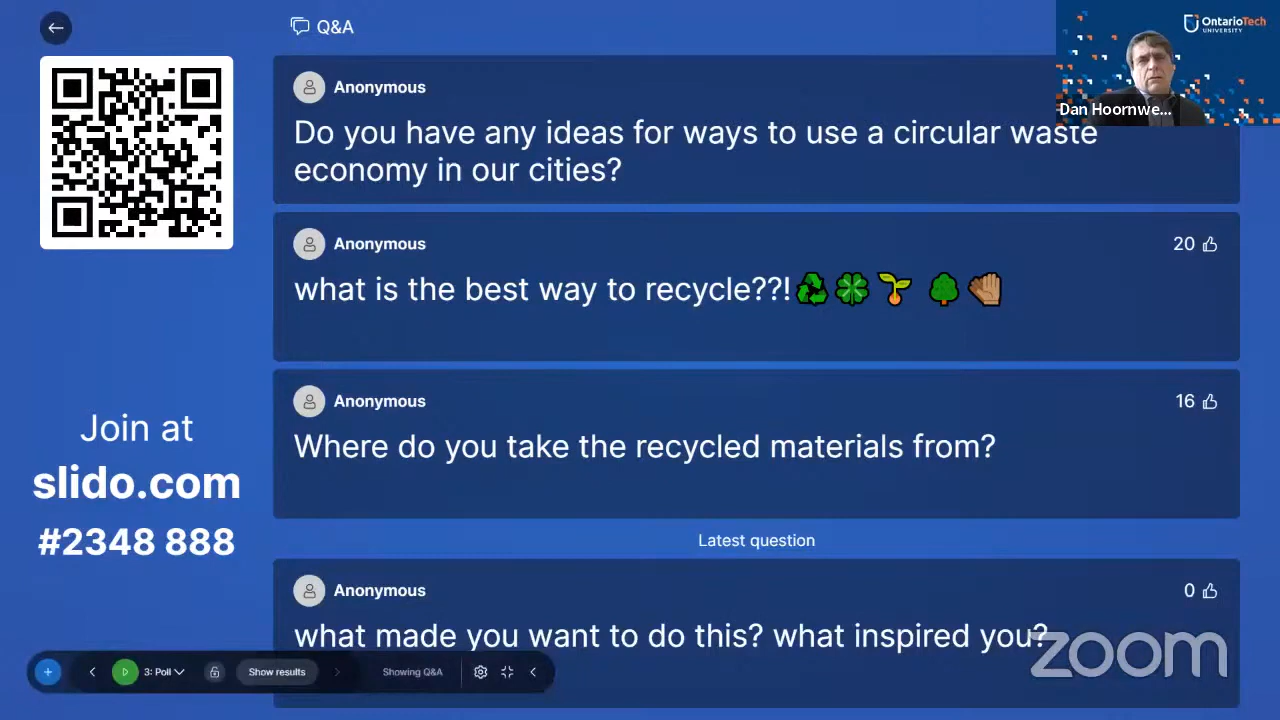 Q&A
OntarioTech
UNIVERSITY
Dan Hoornwe...
Anonymous
Do you have any ideas for ways to use a circular waste
economy in our cities?
Anonymous
20
what is the best way to recycle??!
Anonymous
16
Where do you take the recycled materials from?
Join at
slido.com
#2348 888
Latest question
Anonymous
0
what made you want to do this? what inspired you?
zoom
3: Poll
Show results
Showing Q&A